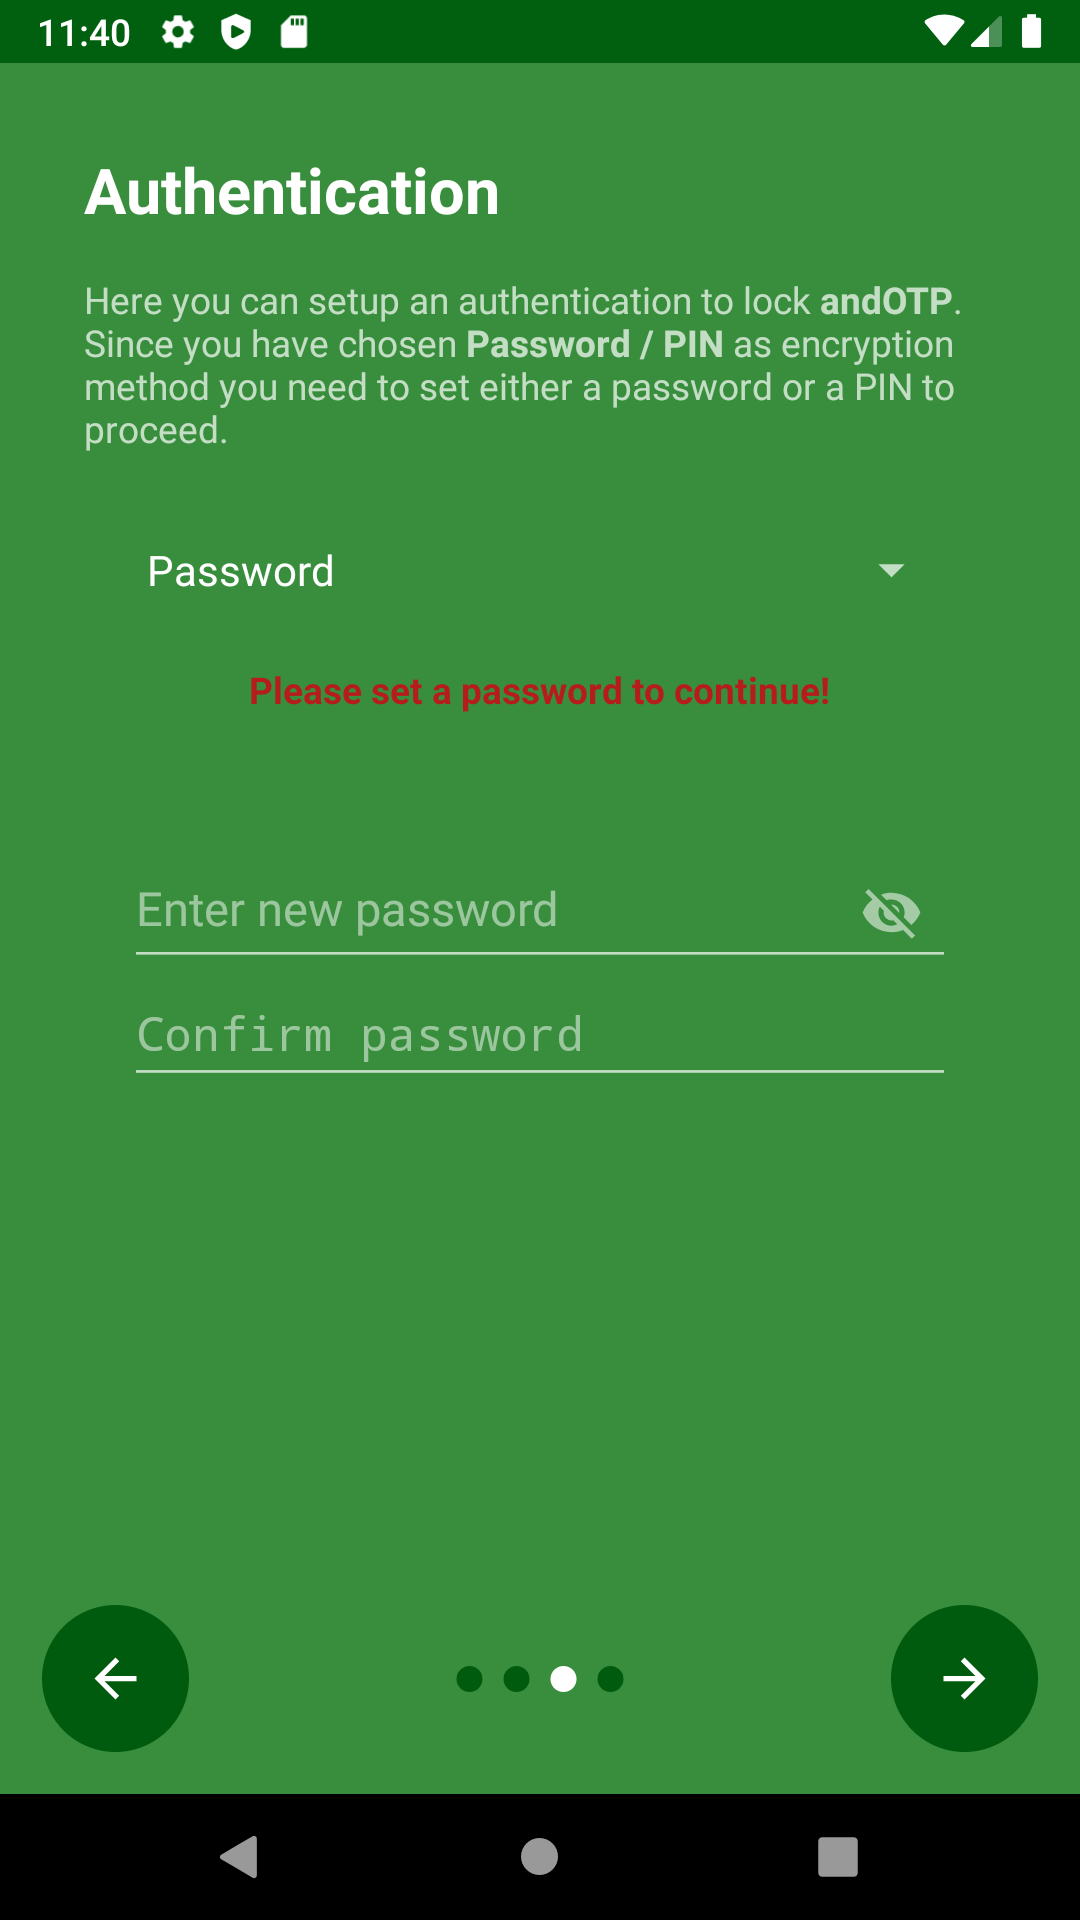 11:40
Authentication
Here you can setup an authentication to lock andOTP.
Since you have chosen Password / PIN as encryption
method you need to set either a password or a PIN to
proceed.
Password
Please set a password to continue!
Enter new password
Confirm password